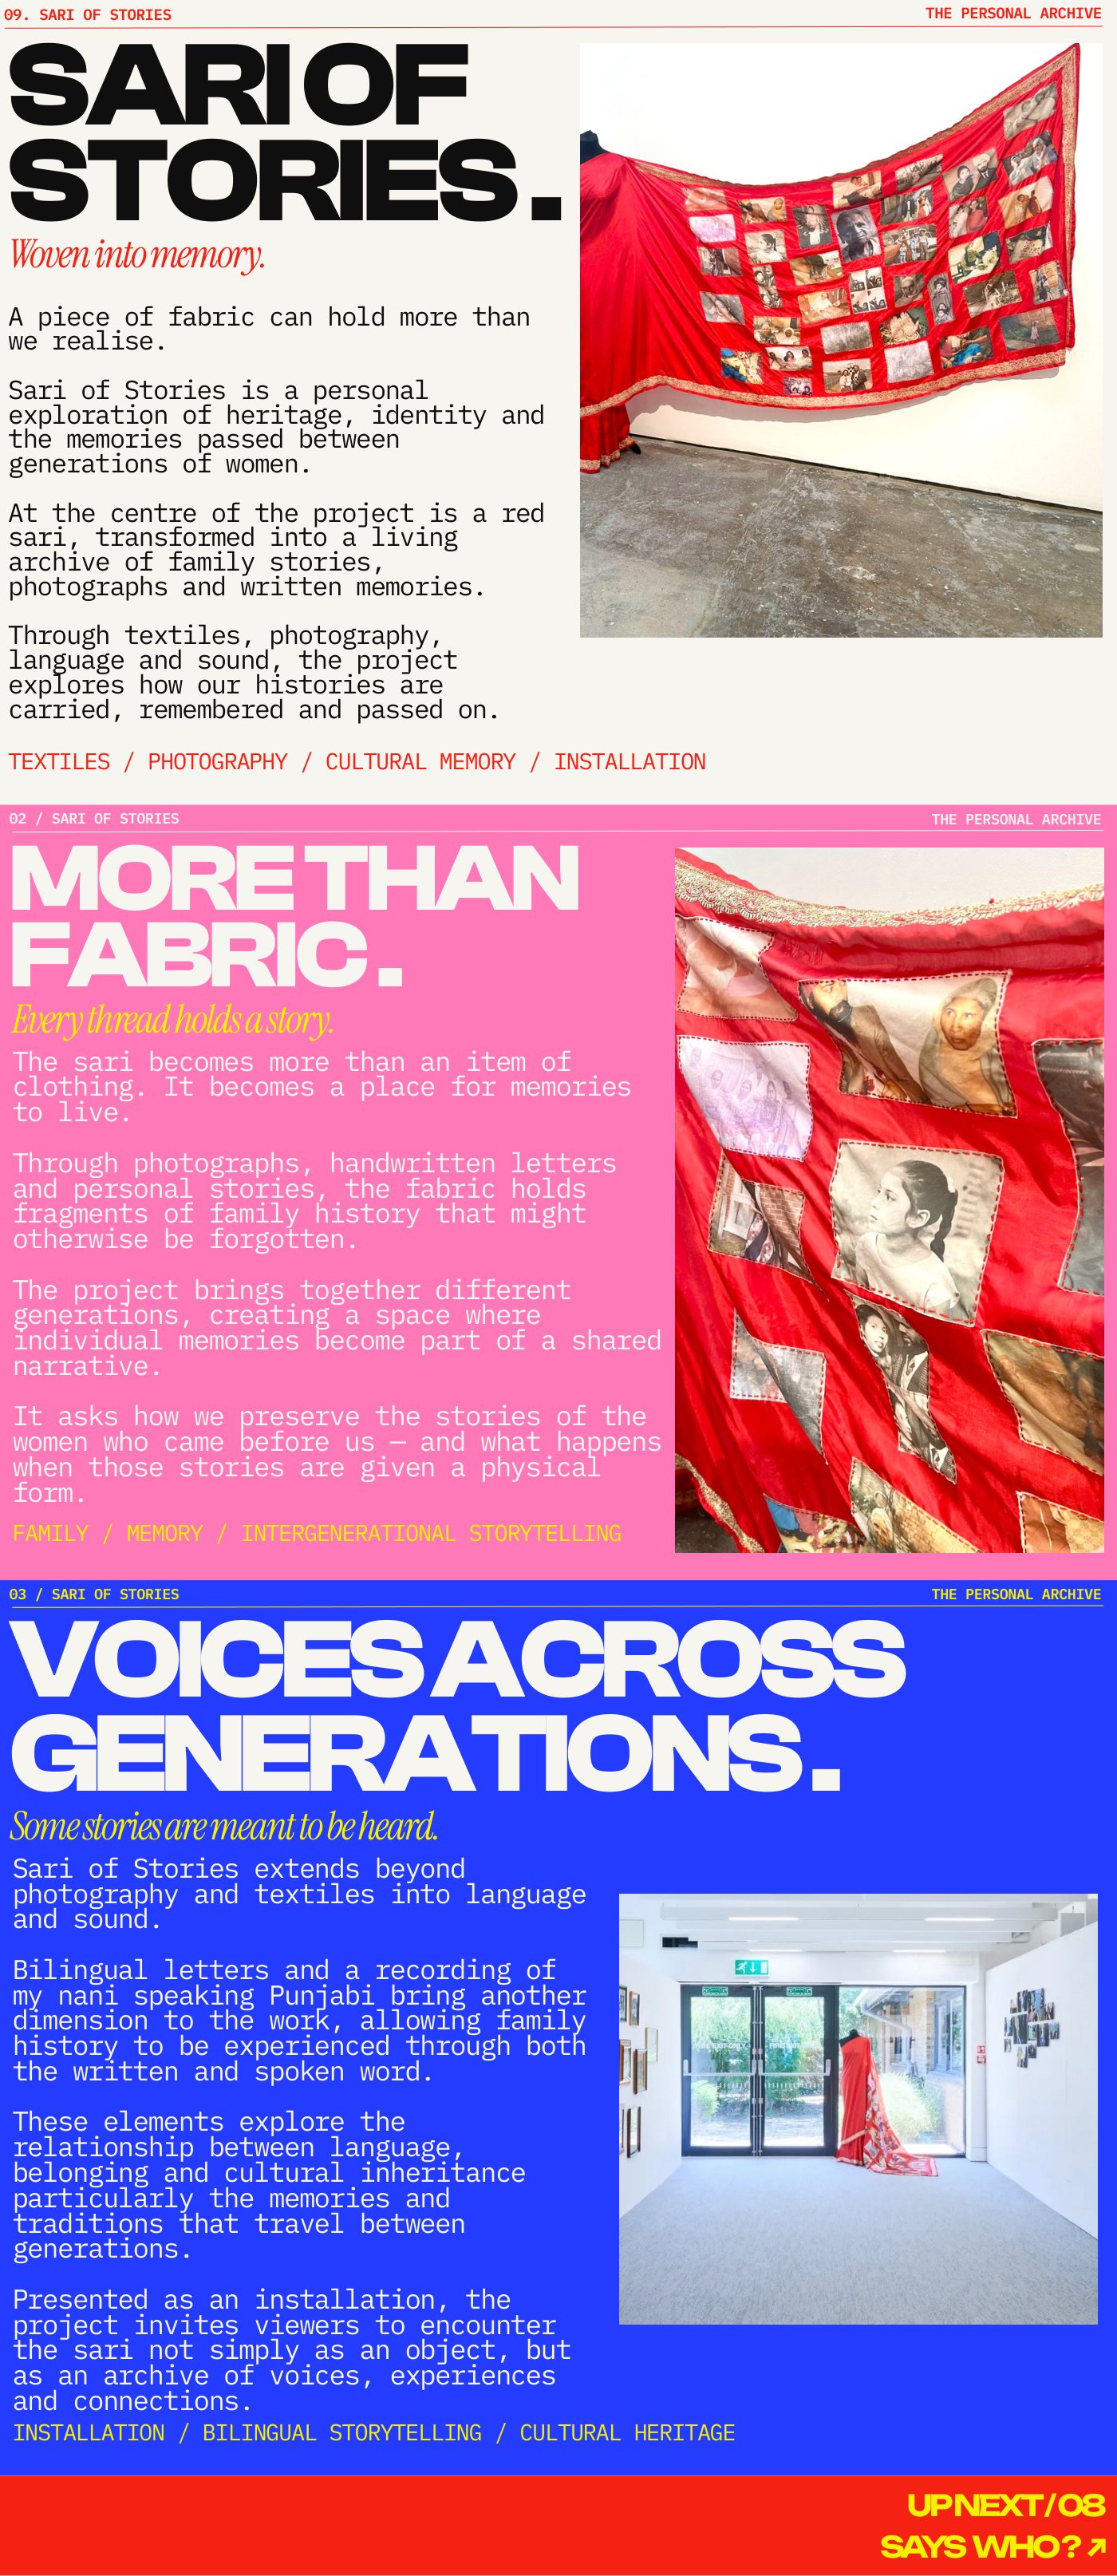 09. SARI OF STORIES
THE PERSONAL ARCHIVE
SARI OF
STORIES.
Woven into memory.
A piece of fabric can hold more than
we realise.
Sari of Stories is a personal
exploration of heritage, identity and
the memories passed between
generations of women.
At the centre of the project is a red
sari, transformed into a living
archive of family stories,
photographs and written memories.
Through textiles, photography,
language and sound, the project
explores how our histories are
carried, remembered and passed on.
TEXTILES / PHOTOGRAPHY / CULTURAL MEMORY / INSTALLATION
02 / SARI OF STORIES
THE PERSONAL ARCHIVE
MORE THAN
FABRIC.
Every thread holds a story.
The sari becomes more than an item of
clothing. It becomes a place for memories
to live.
Through photographs, handwritten letters
and personal stories, the fabric holds
fragments of family history that might
otherwise be forgotten.
The project brings together different
generations, creating a space where
individual memories become part of a shared
narrative.
It asks how we preserve the stories of the
women who came before us — and what happens
when those stories are given a physical
form.
FAMILY / MEMORY / INTERGENERATIONAL STORYTELLING
03 / SARI OF STORIES
THE PERSONAL ARCHIVE
VOICES ACROSS
GENERATIONS.
Some stories are meant to be heard.
Sari of Stories extends beyond
photography and textiles into language
and sound.
Bilingual letters and a recording of
my nani speaking Punjabi bring another
dimension to the work, allowing family
history to be experienced through both
the written and spoken word.
These elements explore the
relationship between language,
belonging and cultural inheritance
particularly the memories and
traditions that travel between
generations.
Presented as an installation, the
project invites viewers to encounter
the sari not simply as an object, but
as an archive of voices, experiences
and connections.
INSTALLATION / BILINGUAL STORYTELLING / CULTURAL HERITAGE
UP NEXT / 08
SAYS WHO? ↗